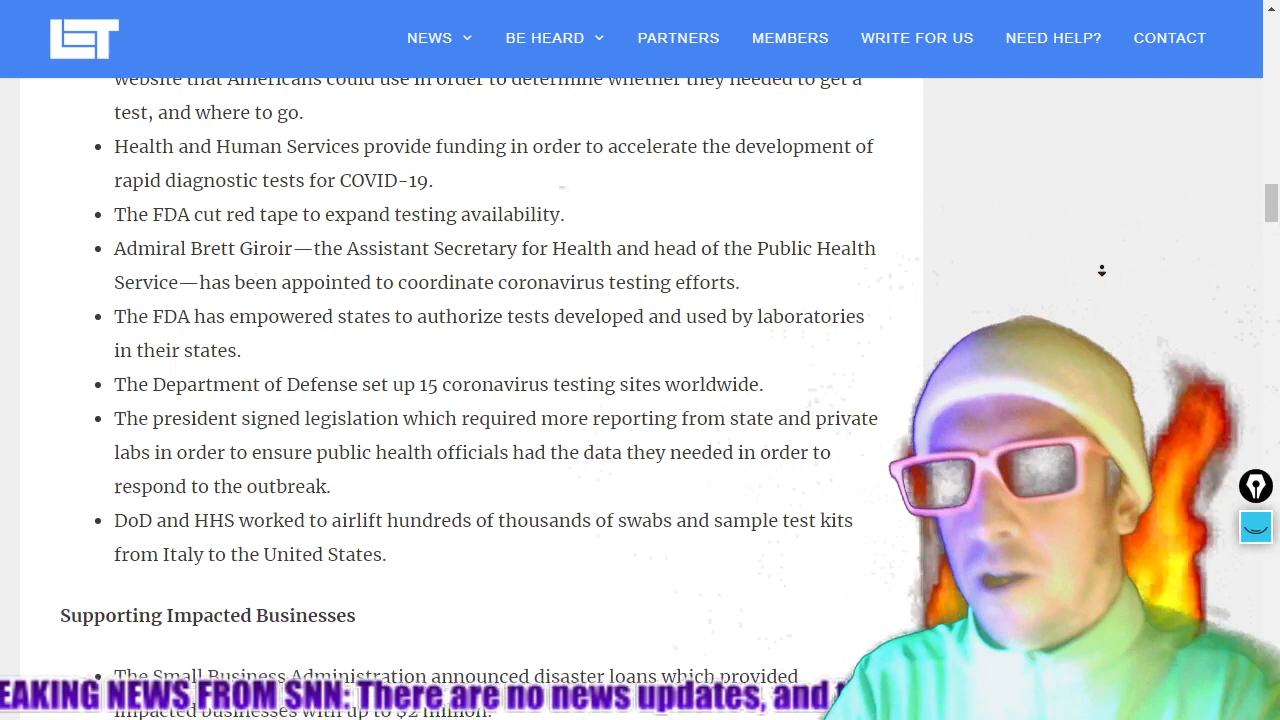 LT
NEWS BE HEARD PARTNERS MEMBERS WRITE FOR US NEED HELP? CONTACT
website that Americans could use in order to determine whether they needed to get a
test, and where to go.
Health and Human Services provide funding in order to accelerate the development of
rapid diagnostic tests for COVID-19.
The FDA cut red tape to expand testing availability.
Admiral Brett Giroir—the Assistant Secretary for Health and head of the Public Health
Service—has been appointed to coordinate coronavirus testing efforts.
The FDA has empowered states to authorize tests developed and used by laboratories
in their states.
The Department of Defense set up 15 coronavirus testing sites worldwide.
The president signed legislation which required more reporting from state and private
labs in order to ensure public health officials had the data they needed in order to
respond to the outbreak.
DoD and HHS worked to airlift hundreds of thousands of swabs and sample test kits
from Italy to the United States.
Supporting Impacted Businesses
The Small Business Administration announced disaster loans which provided
EAKING NEWS FROM SNN: There are no news updates, and
impacted businesses with up to $2 million.